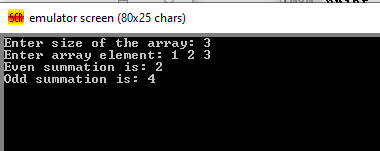 emulator screen (80x25 chars)
Enter size of the array: 3
Enter array element: 1 2 3
Even summation is: 2
Odd summation is: 4